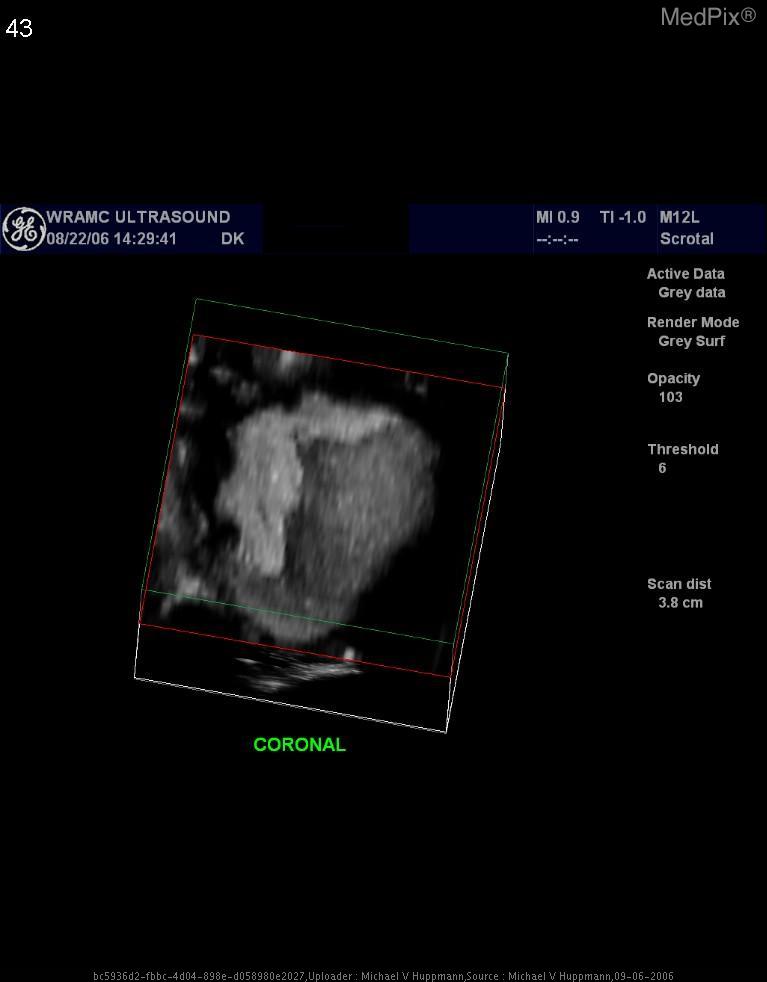 43
MedPix®
WRAMC ULTRASOUND
08/22/06 14:29:41 DK
MI 0.9 TI -1.0 M12L
--:--:-- Scrotal
Active Data
Grey data
Render Mode
Grey Surf
Opacity
103
Threshold
6
Scan dist
3.8 cm
CORONAL
bc5936d2-fbbc-4d04-898e-d058980e2027,Uploader : Michael V Huppmann,Source : Michael V Huppmann,09-06-2006